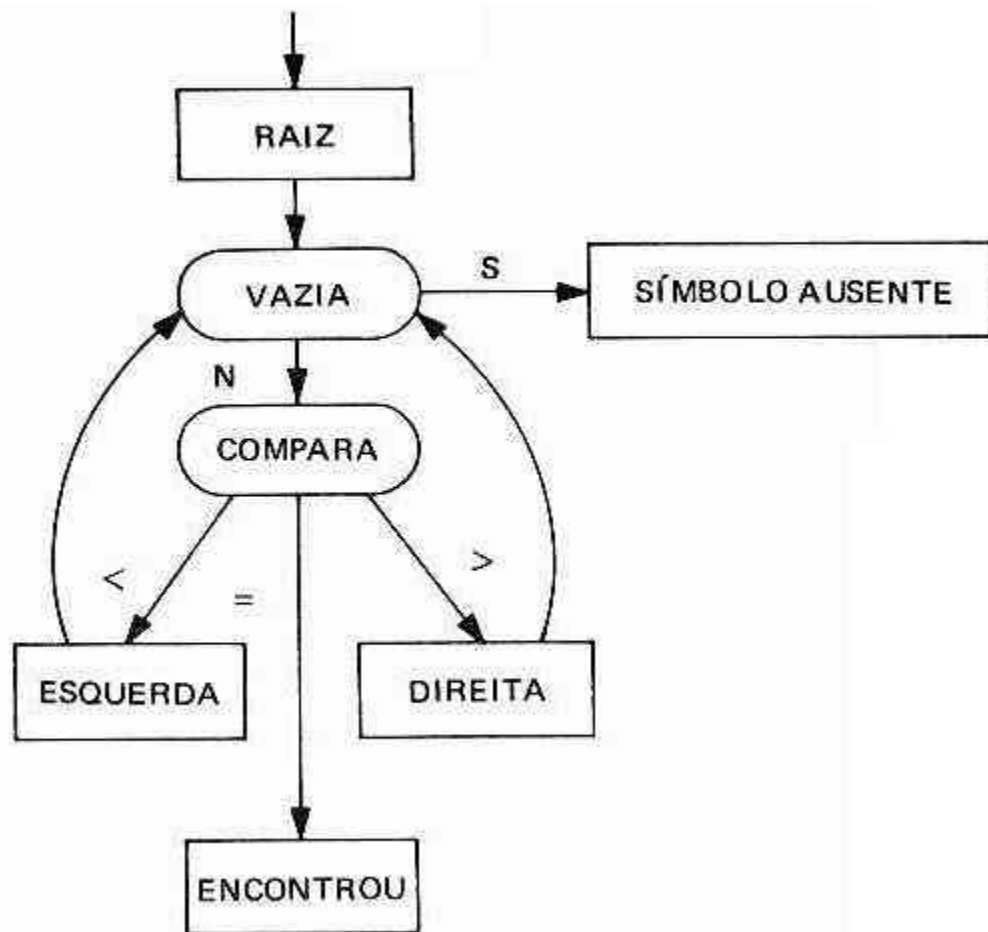 RAIZ
VAZIA
S
SÍMBOLO AUSENTE
N
COMPARA
<
=
>
ESQUERDA
DIREITA
ENCONTROU